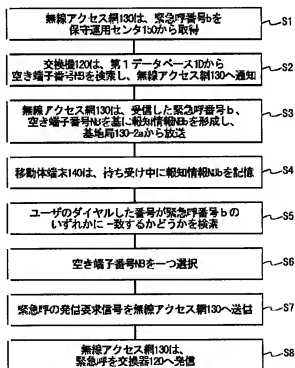 無線アクセス網130は、緊急呼番号bを
保守運用センタ150から取得
S1
交換機120は、第1データベース1Dから
空き端子番号NBを検索し、無線アクセス網130へ通知
S2
無線アクセス網130は、受信した緊急呼番号b、
空き端子番号NBを基に報知情報NBbを形成し、
基地局130-2aから放送
S3
移動体端末140は、待ち受け中に報知情報NBbを記憶
S4
ユーザのダイヤルした番号が緊急呼番号bの
いずれかに一致するかどうかを検索
S5
空き端子番号NBを一つ選択
S6
緊急呼の発信要求信号を無線アクセス網130へ送信
S7
無線アクセス網130は、
緊急呼を交換器120へ発信
S8